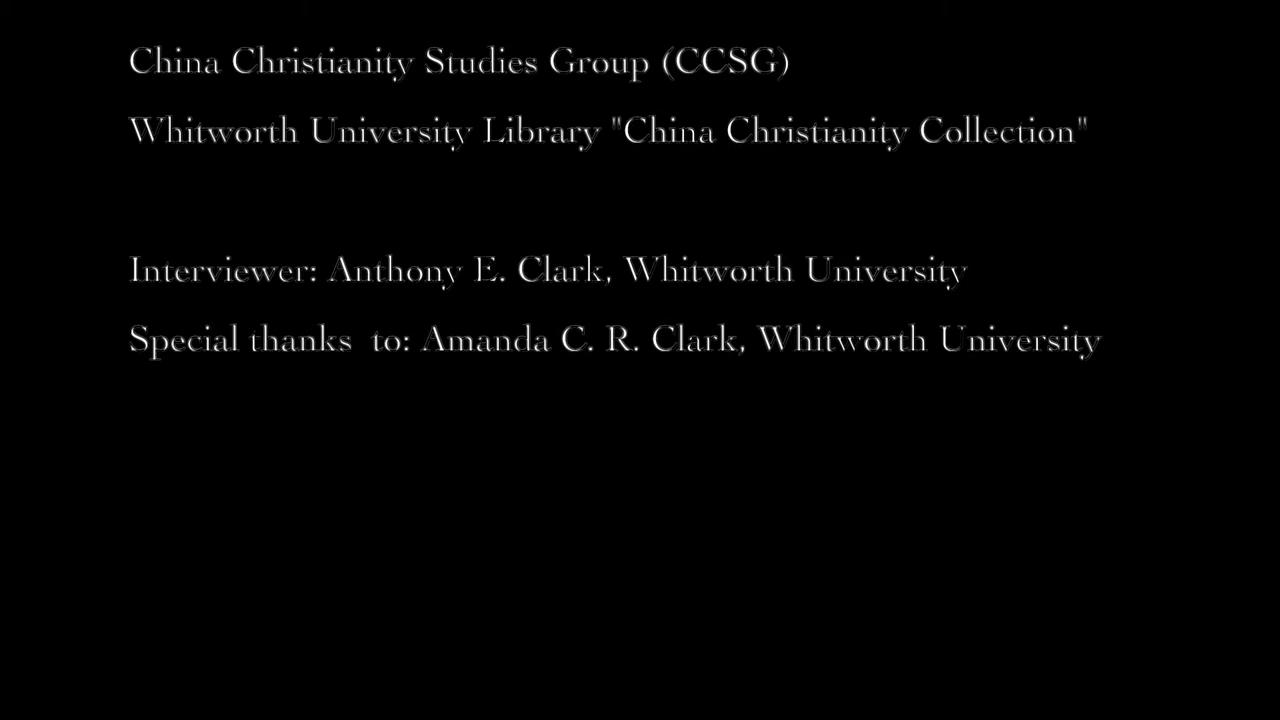 China Christianity Studies Group (CCSG)
Whitworth University Library "China Christianity Collection"
Interviewer: Anthony E. Clark, Whitworth University
Special thanks  to: Amanda C. R. Clark, Whitworth University